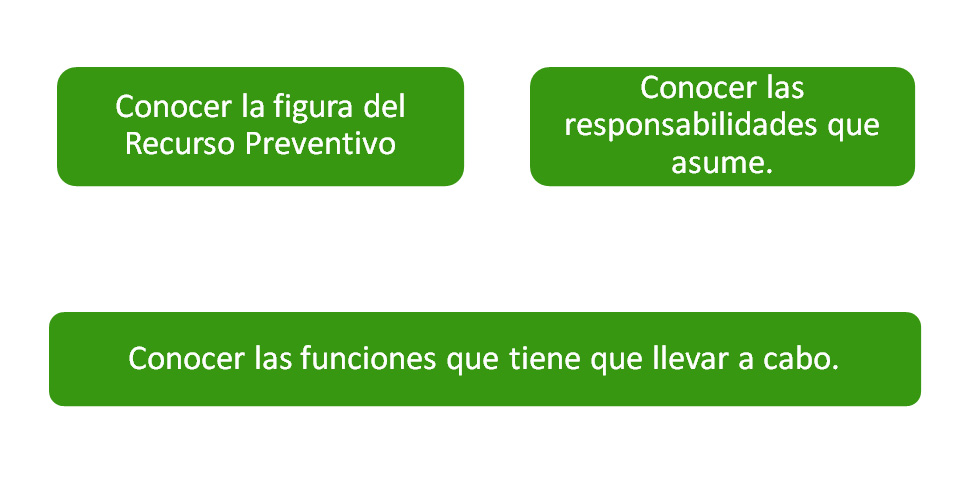 Conocer la figura del
Recurso Preventivo
Conocer las
responsabilidades que
asume.
Conocer las funciones que tiene que llevar a cabo.